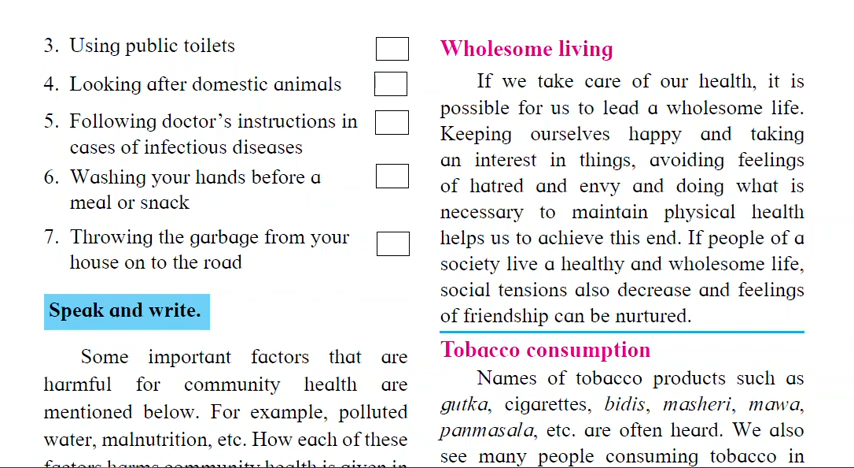 3. Using public toilets
4. Looking after domestic animals
5. Following doctor's instructions in
cases of infectious diseases
6. Washing your hands before a
meal or snack
7. Throwing the garbage from your
house on to the road
Speak and write.
Some important factors that are
harmful for community health are
mentioned below. For example, polluted
water, malnutrition, etc. How each of these
factors harms community health is given in
Wholesome living
If we take care of our health, it is
possible for us to lead a wholesome life.
Keeping ourselves happy and taking
an interest in things, avoiding feelings
of hatred and envy and doing what is
necessary to maintain physical health
helps us to achieve this end. If people of a
society live a healthy and wholesome life,
social tensions also decrease and feelings
of friendship can be nurtured.
Tobacco consumption
Names of tobacco products such as
gutka, cigarettes, bidis, masheri, mawa,
panmasala, etc. are often heard. We also
see many people consuming tobacco in